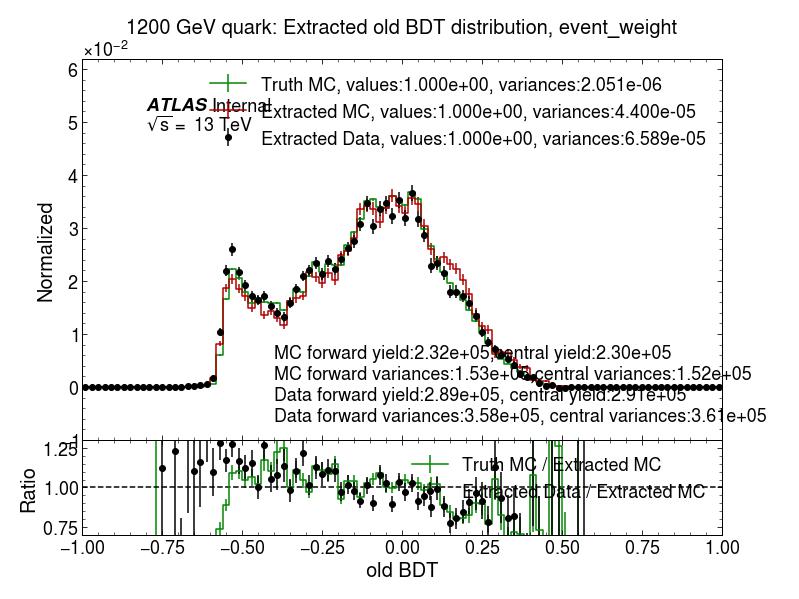 1200 GeV quark: Extracted old BDT distribution, event_weight
×10⁻²
Truth MC, values:1.000e+00, variances:2.051e-06
ATLAS Internal
Extracted MC, values:1.000e+00, variances:4.400e-05
√s = 13 TeV
Extracted Data, values:1.000e+00, variances:6.589e-05
6
5
4
3
2
1
0
−1
Normalized
MC forward yield:2.32e+05, central yield:2.30e+05
MC forward variances:1.53e+05, central variances:1.52e+05
Data forward yield:2.89e+05, central yield:2.91e+05
Data forward variances:3.58e+05, central variances:3.61e+05
1.25
1.00
0.75
Ratio
Truth MC / Extracted MC
Extracted Data / Extracted MC
−1.00 −0.75 −0.50 −0.25 0.00 0.25 0.50 0.75 1.00
old BDT